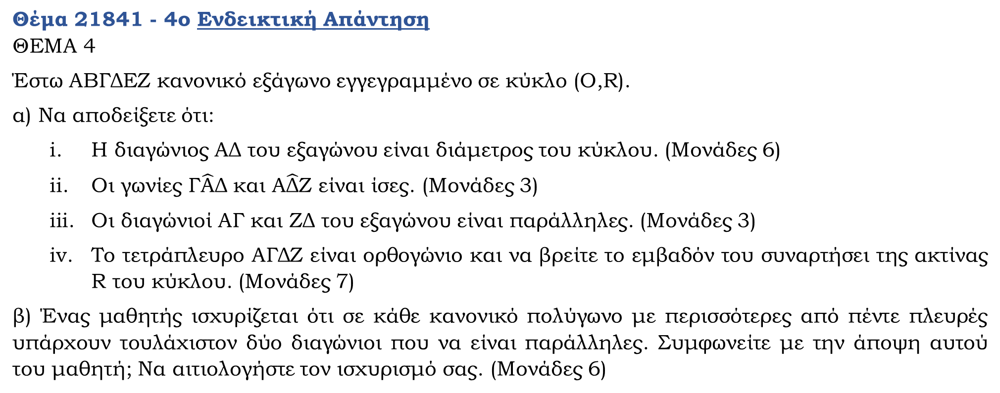 Θέμα 21841 - 4ο Ενδεικτική Απάντηση
ΘΕΜΑ 4
Έστω ΑΒΓΔΕΖ κανονικό εξάγωνο εγγεγραμμένο σε κύκλο (Ο,R).
α) Να αποδείξετε ότι:
i. Η διαγώνιος ΑΔ του εξαγώνου είναι διάμετρος του κύκλου. (Μονάδες 6)
ii. Οι γωνίες ΓA͡Δ και ΑΔ͡Ζ είναι ίσες. (Μονάδες 3)
iii. Οι διαγώνιοί ΑΓ και ΖΔ του εξαγώνου είναι παράλληλες. (Μονάδες 3)
iv. Το τετράπλευρο ΑΓΔΖ είναι ορθογώνιο και να βρείτε το εμβαδόν του συναρτήσει της ακτίνας
R του κύκλου. (Μονάδες 7)
β) Ένας μαθητής ισχυρίζεται ότι σε κάθε κανονικό πολύγωνο με περισσότερες από πέντε πλευρές
υπάρχουν τουλάχιστον δύο διαγώνιοι που να είναι παράλληλες. Συμφωνείτε με την άποψη αυτού
του μαθητή; Να αιτιολογήστε τον ισχυρισμό σας. (Μονάδες 6)